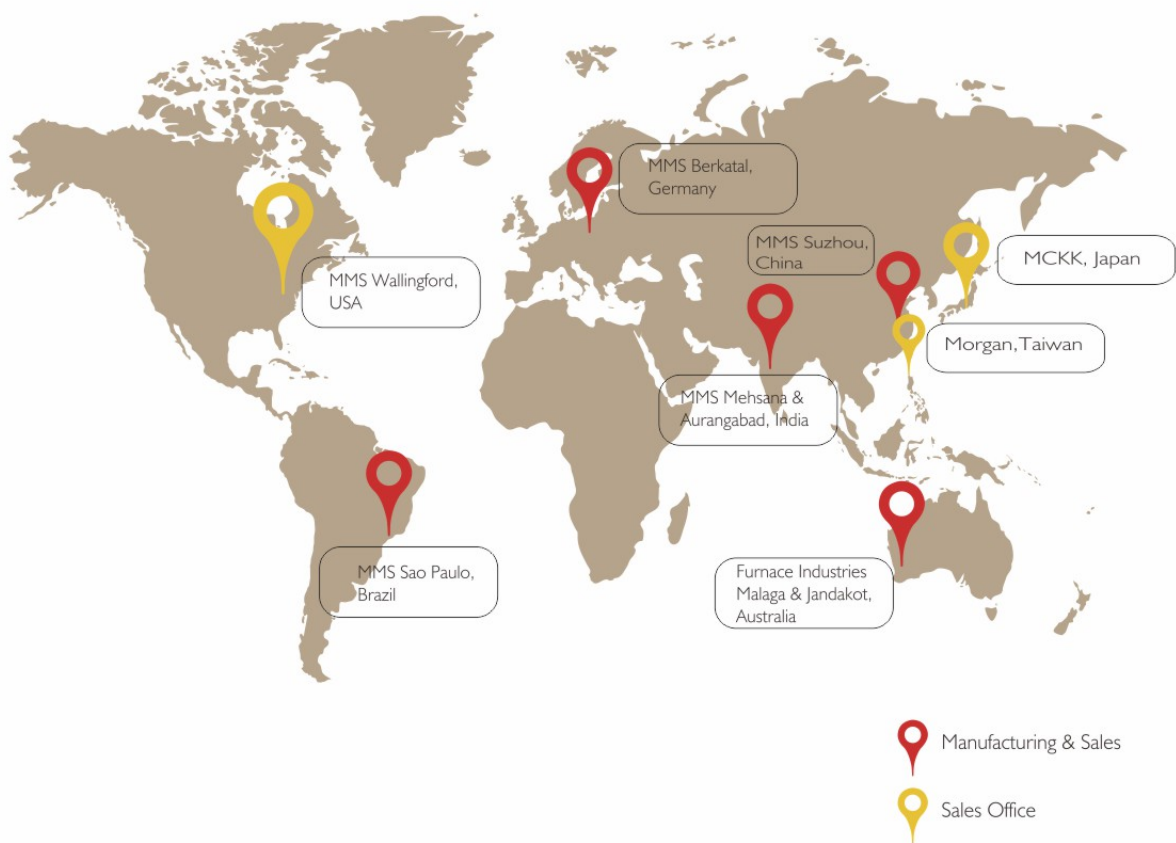 MMS Berkatal,
Germany
MMS Suzhou,
China
MCKK, Japan
MMS Wallingford,
USA
Morgan, Taiwan
MMS Mehsana &
Aurangabad, India
MMS Sao Paulo,
Brazil
Furnace Industries
Malaga & Jandakot,
Australia
Manufacturing & Sales
Sales Office